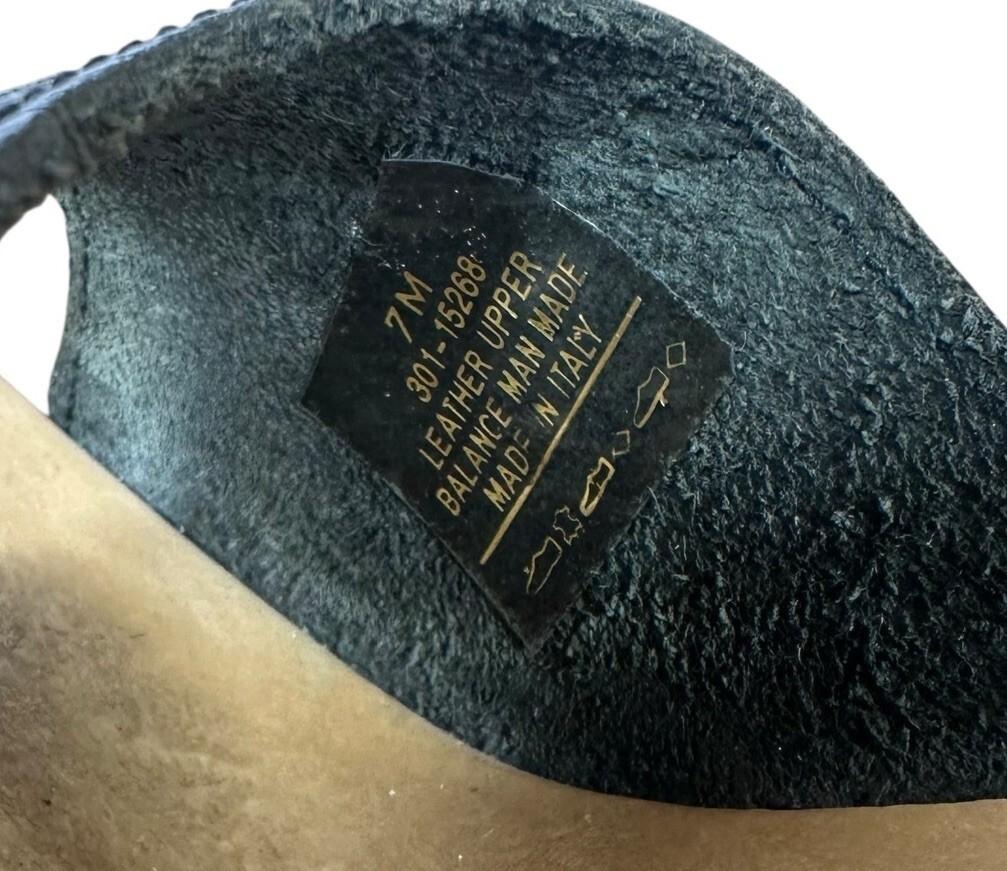 7M
301-15268
LEATHER UPPER
BALANCE MAN MADE
MADE IN ITALY